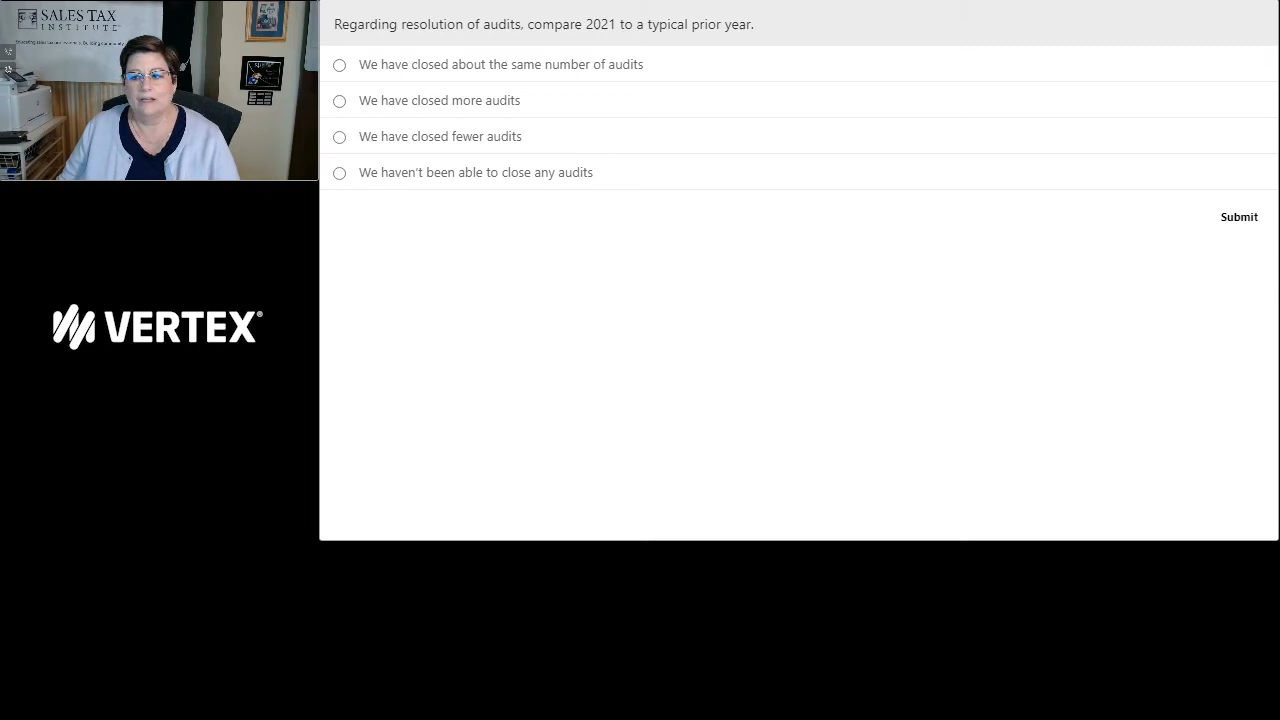 SALES TAX
INSTITUTE
Regarding resolution of audits, compare 2021 to a typical prior year.
We have closed about the same number of audits
We have closed more audits
We have closed fewer audits
We haven’t been able to close any audits
Submit
VERTEX®